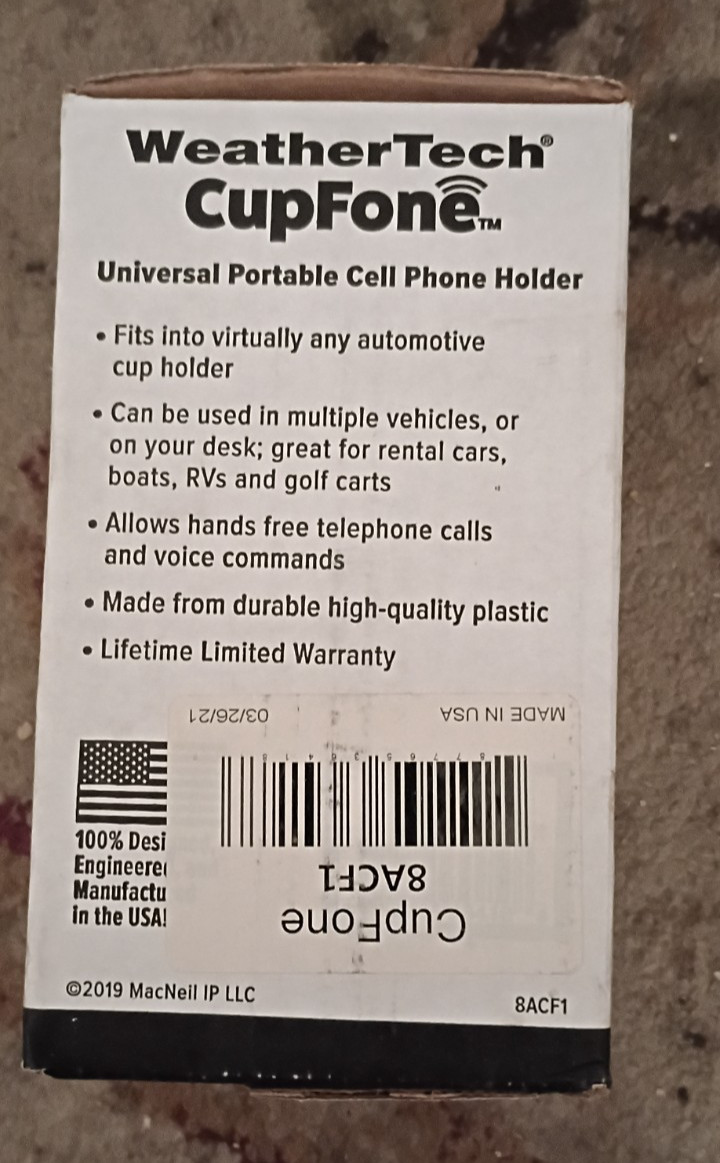 WeatherTech®
CupFone™
Universal Portable Cell Phone Holder
• Fits into virtually any automotive
cup holder
• Can be used in multiple vehicles, or
on your desk; great for rental cars,
boats, RVs and golf carts
• Allows hands free telephone calls
and voice commands
• Made from durable high-quality plastic
• Lifetime Limited Warranty
100% Desi
Engineere
Manufactu
in the USA!
CupFone
8ACF1
MADE IN USA 03/26/21
©2019 MacNeil IP LLC
8ACF1